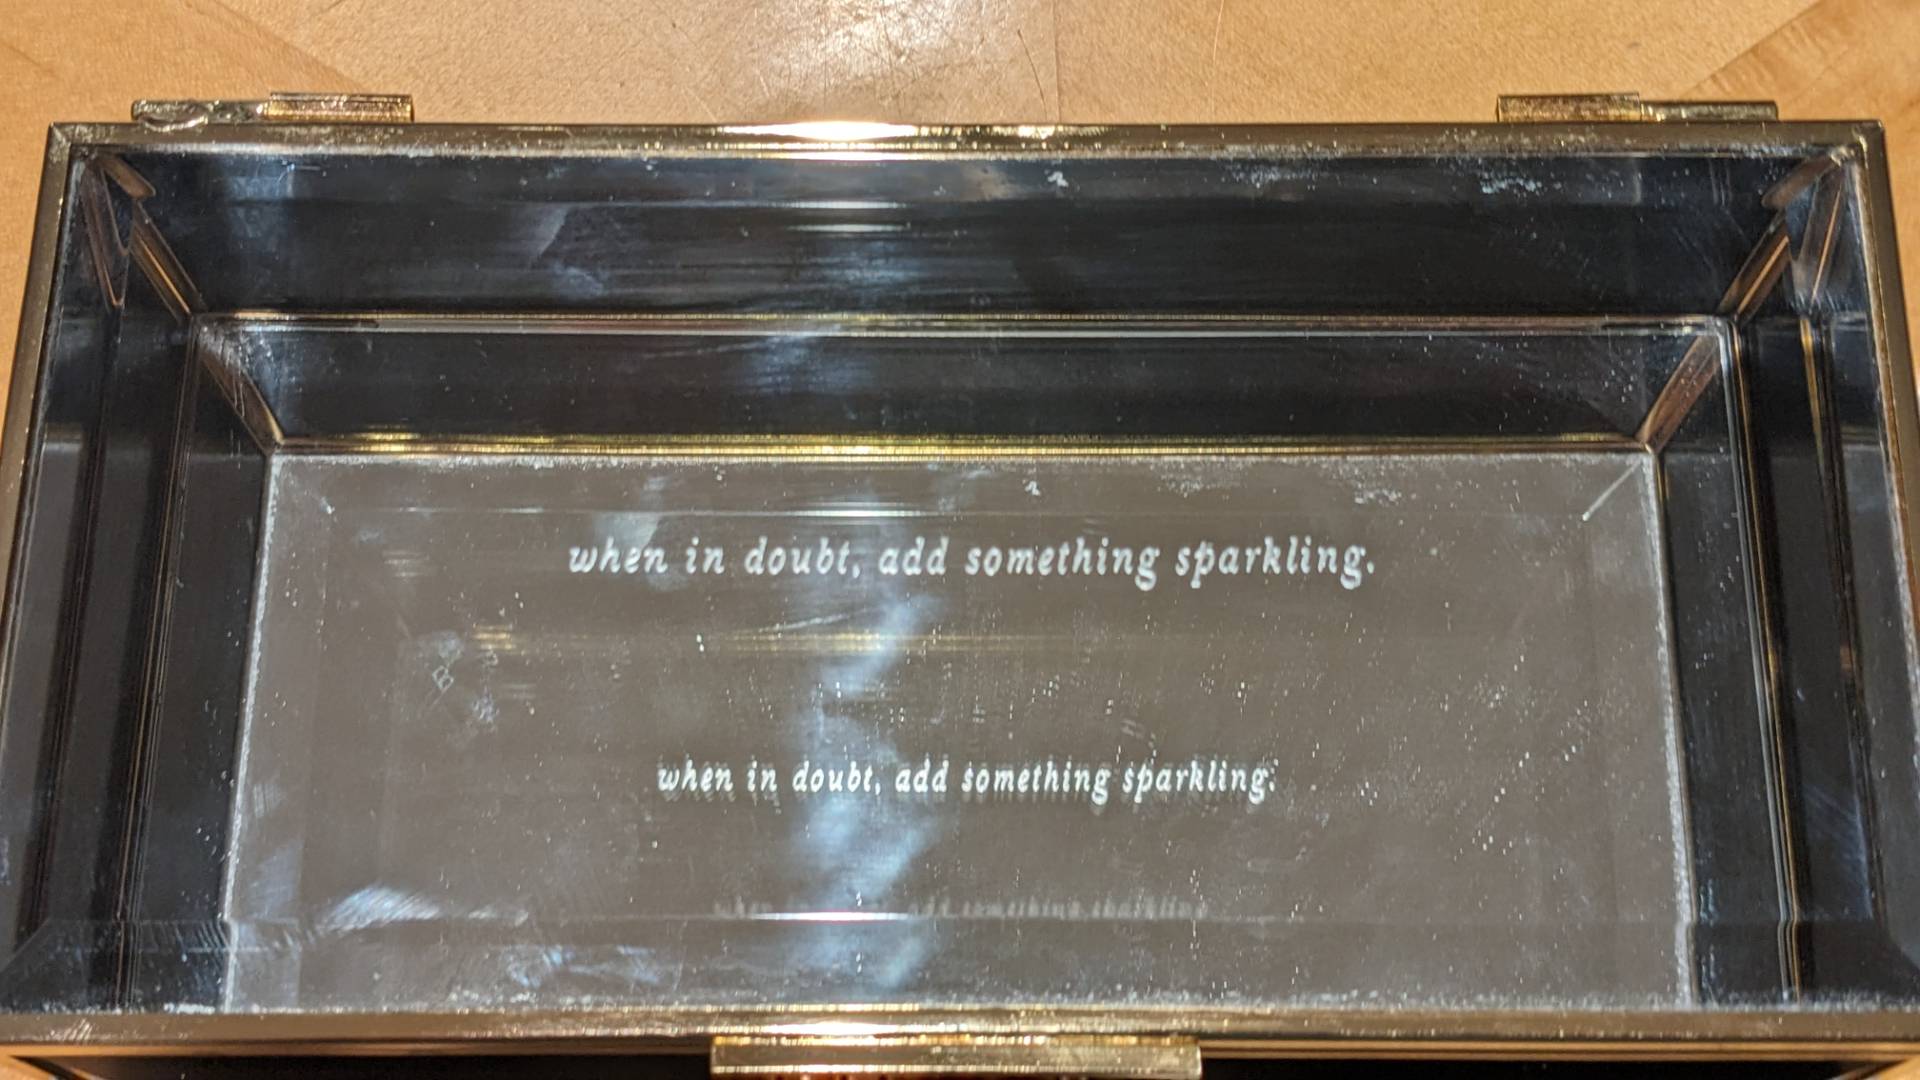 when in doubt, add something sparkling.
when in doubt, add something sparkling.